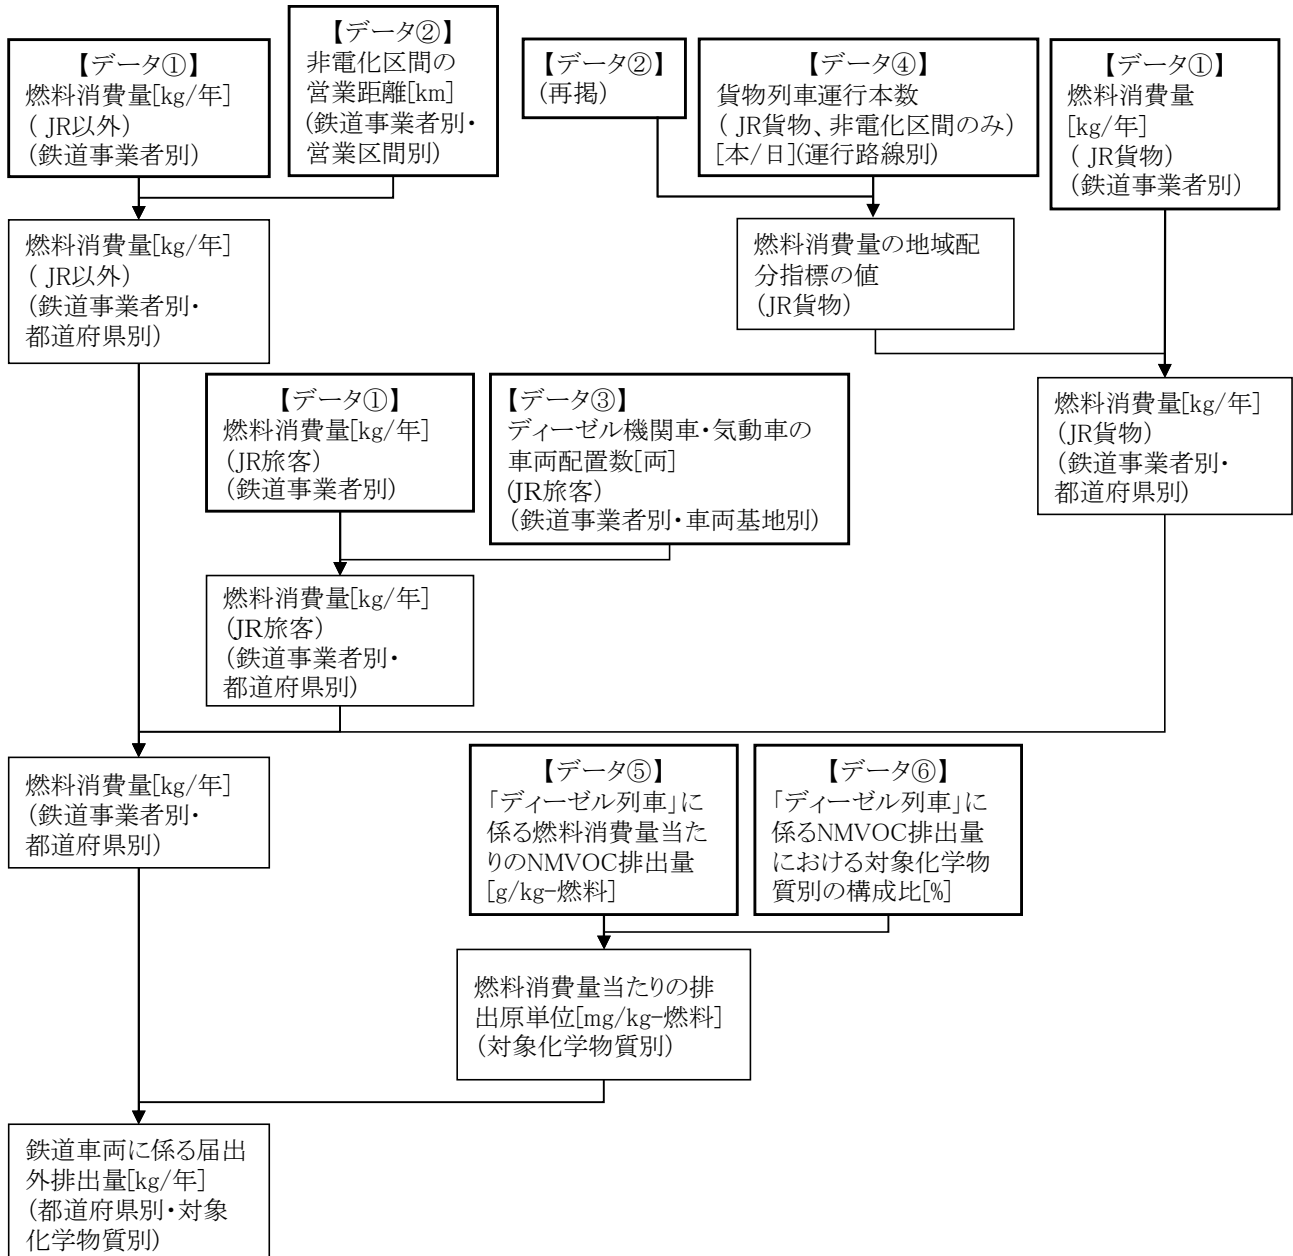 【データ①】
燃料消費量[kg/年]
( JR以外)
(鉄道事業者別)
【データ②】
非電化区間の
営業距離[km]
(鉄道事業者別・
営業区間別)
【データ②】
(再掲)
【データ④】
貨物列車運行本数
( JR貨物、非電化区間のみ)
[本/日](運行路線別)
【データ①】
燃料消費量
[kg/年]
( JR貨物)
(鉄道事業者別)
燃料消費量[kg/年]
( JR以外)
(鉄道事業者別・
都道府県別)
燃料消費量の地域配
分指標の値
(JR貨物)
【データ①】
燃料消費量[kg/年]
(JR旅客)
(鉄道事業者別)
【データ③】
ディーゼル機関車・気動車の
車両配置数[両]
(JR旅客)
(鉄道事業者別・車両基地別)
燃料消費量[kg/年]
(JR貨物)
(鉄道事業者別・
都道府県別)
燃料消費量[kg/年]
(JR旅客)
(鉄道事業者別・
都道府県別)
燃料消費量[kg/年]
(鉄道事業者別・
都道府県別)
【データ⑤】
「ディーゼル列車」に
係る燃料消費量当た
りのNMVOC排出量
[g/kg-燃料]
【データ⑥】
「ディーゼル列車」に
係るNMVOC排出量
における対象化学物
質別の構成比[%]
燃料消費量当たりの排
出原単位[mg/kg-燃料]
(対象化学物質別)
鉄道車両に係る届出
外排出量[kg/年]
(都道府県別・対象
化学物質別)